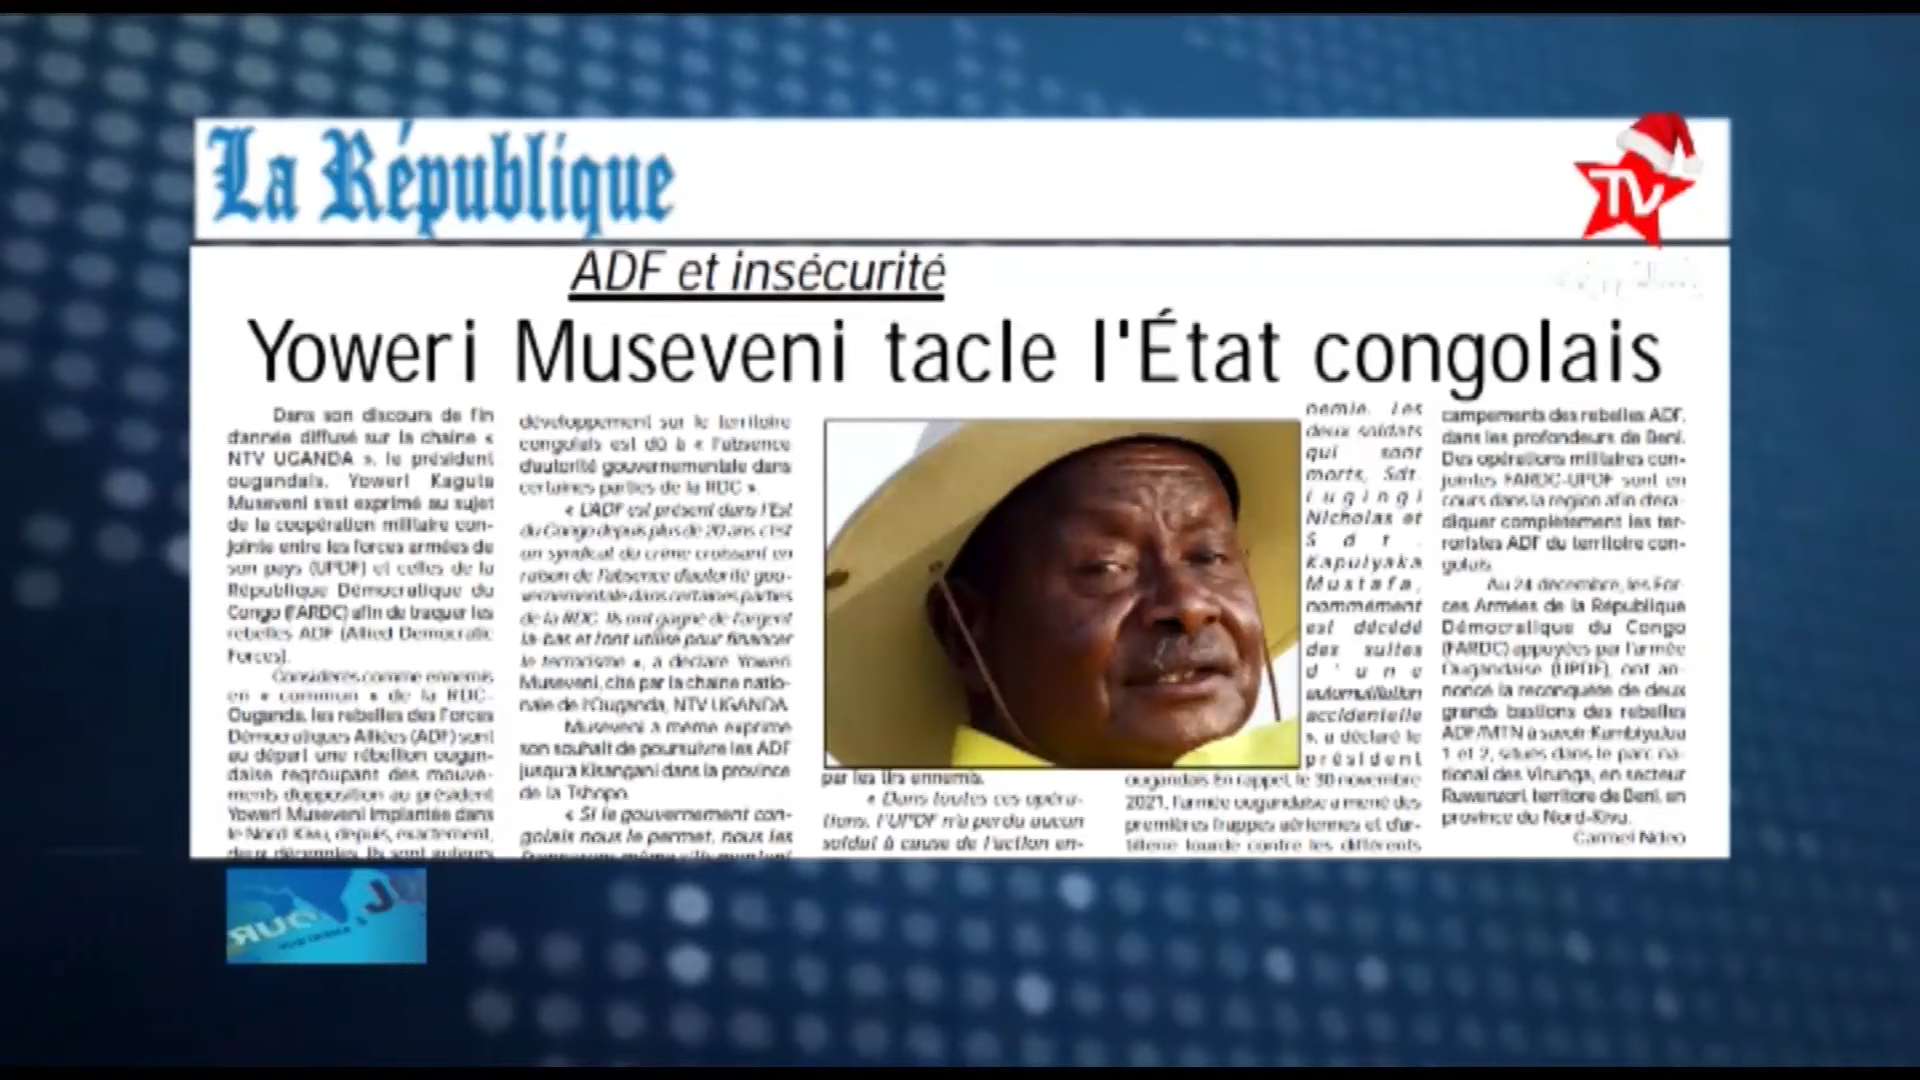 La République
TV
ADF et insécurité
Yoweri Museveni tacle l'État congolais
Dans son discours de fin
d'année diffusé sur la chaine «
NTV UGANDA », le président
ougandais, Yoweri Kaguta
Museveni s'est exprimé au sujet
de la coopération militaire con-
jointe entre les forces armées de
son pays (UPDF) et celles de la
République Démocratique du
Congo (FARDC) afin de traquer les
rebelles ADF (Allied Democratic
Forces).
Considérés comme ennemis
en « commun » de la RDC-
Ouganda, les rebelles des Forces
Démocratiques Alliées (ADF) sont
au départ une rébellion ougan-
daise regroupant des mouve-
ments d'opposition au président
Yoweri Museveni implantée dans
le Nord-Kivu, depuis, exactement,
deux décennies. Ils sont auteurs
développement sur le territoire
congolais est dû à « l'absence
d'autorité gouvernementale dans
certaines parties de la RDC ».
« L'ADF est présent dans l'Est
du Congo depuis plus de 20 ans c'est
un syndicat du crime croissant en
raison de l'absence d'autorité gou-
vernementale dans certaines parties
de la RDC. Ils ont gagné de l'argent
là-bas et l'ont utilisé pour financer
le terrorisme », a déclaré Yoweri
Museveni, cité par la chaine natio-
nale de l'Ouganda, NTV UGANDA.
Museveni a même exprimé
son souhait de poursuivre les ADF
jusqu'à Kisangani dans la province
de la Tshopo.
« Si le gouvernement con-
golais nous le permet, nous les
par les tirs ennemis.
« Dans toutes ces opéra-
tions, l'UPDF n'a perdu aucun
soldat à cause de l'action en-
nemie. Les
deux soldats
qui sont
morts, Sdt.
Lugingi
Nicholas et
Sdt.
Kapulyaka
Mustafa,
nommément
est décédé
des suites
d'une
automutilation
accidentelle
», a déclaré le
président
ougandais En rappel, le 30 novembre
2021, l'armée ougandaise a mené des
premières frappes aériennes et d'ar-
tillerie lourde contre les différents
campements des rebelles ADF,
dans les profondeurs de Beni.
Des opérations militaires con-
jointes FARDC-UPDF sont en
cours dans la région afin d'éra-
diquer complètement les ter-
roristes ADF du territoire con-
golais.
Au 24 décembre, les For-
ces Armées de la République
Démocratique du Congo
(FARDC) appuyées par l'armée
Ougandaise (UPDF), ont an-
noncé la reconquête de deux
grands bastions des rebelles
ADF/MTN à savoir Kambiyajua
1 et 2, situés dans le parc na-
tional des Virunga, en secteur
Ruwenzori, territoire de Beni, en
province du Nord-Kivu.
Carmel Ndeo